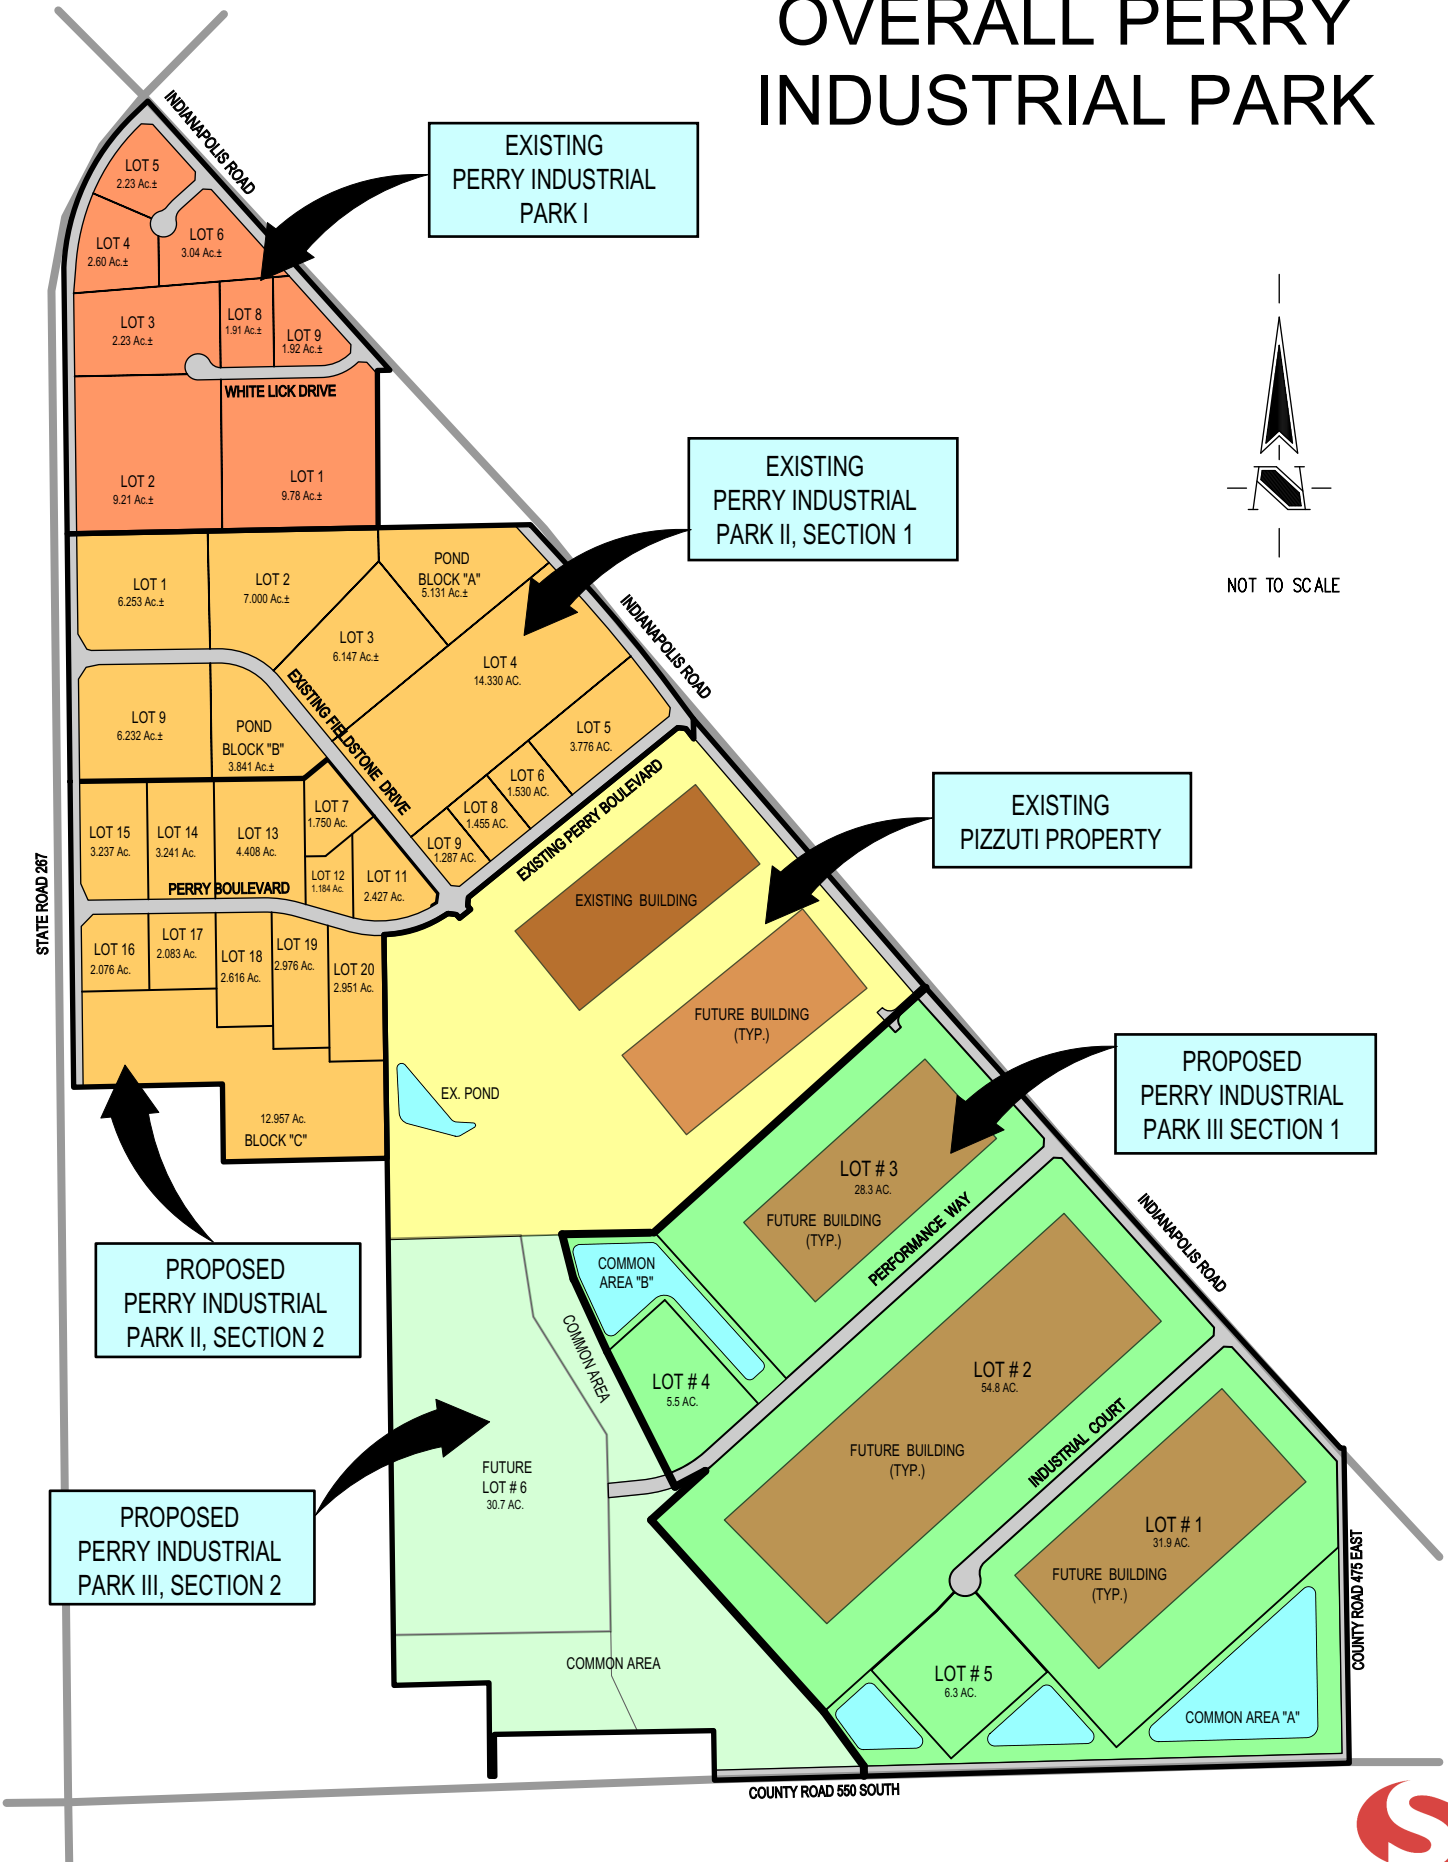 OVERALL PERRY
INDUSTRIAL PARK
INDIANAPOLIS ROAD
EXISTING
PERRY INDUSTRIAL
PARK I
LOT 5
2.23 Ac.±
LOT 4
2.60 Ac.±
LOT 6
3.04 Ac.±
LOT 3
2.23 Ac.±
LOT 8
1.91 Ac.±
LOT 9
1.92 Ac.±
WHITE LICK DRIVE
LOT 2
9.21 Ac.±
LOT 1
9.78 Ac.±
N
NOT TO SCALE
EXISTING
PERRY INDUSTRIAL
PARK II, SECTION 1
LOT 1
6.253 Ac.±
LOT 2
7.000 Ac.±
POND
BLOCK "A"
5.131 Ac.±
LOT 3
6.147 Ac.±
LOT 4
14.330 AC.
INDIANAPOLIS ROAD
EXISTING FIELDSTONE DRIVE
LOT 9
6.232 Ac.±
POND
BLOCK "B"
3.841 Ac.±
LOT 5
3.776 AC.
LOT 6
1.530 AC.
LOT 8
1.455 AC.
LOT 9
1.287 AC.
EXISTING PERRY BOULEVARD
LOT 7
1.750 Ac.
LOT 15
3.237 Ac.
LOT 14
3.241 Ac.
LOT 13
4.408 Ac.
LOT 12
1.184 Ac.
LOT 11
2.427 Ac.
PERRY BOULEVARD
STATE ROAD 267
LOT 16
2.076 Ac.
LOT 17
2.083 Ac.
LOT 18
2.616 Ac.
LOT 19
2.976 Ac.
LOT 20
2.951 Ac.
12.957 Ac.
BLOCK "C"
EXISTING
PIZZUTI PROPERTY
EXISTING BUILDING
FUTURE BUILDING
(TYP.)
EX. POND
PROPOSED
PERRY INDUSTRIAL
PARK III SECTION 1
LOT # 3
28.3 AC.
FUTURE BUILDING
(TYP.)
PERFORMANCE WAY
INDIANAPOLIS ROAD
PROPOSED
PERRY INDUSTRIAL
PARK II, SECTION 2
COMMON
AREA "B"
COMMON AREA
LOT # 4
5.5 AC.
LOT # 2
54.8 AC.
FUTURE BUILDING
(TYP.)
INDUSTRIAL COURT
FUTURE
LOT # 6
30.7 AC.
PROPOSED
PERRY INDUSTRIAL
PARK III, SECTION 2
LOT # 1
31.9 AC.
FUTURE BUILDING
(TYP.)
COUNTY ROAD 475 EAST
COMMON AREA
LOT # 5
6.3 AC.
COMMON AREA "A"
COUNTY ROAD 550 SOUTH
S